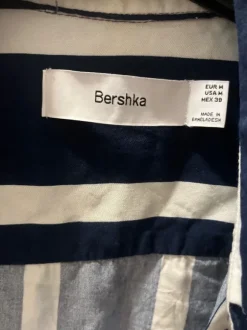 Bershka
EUR M
USA M
MEX 30
MADE IN
BANGLADESH